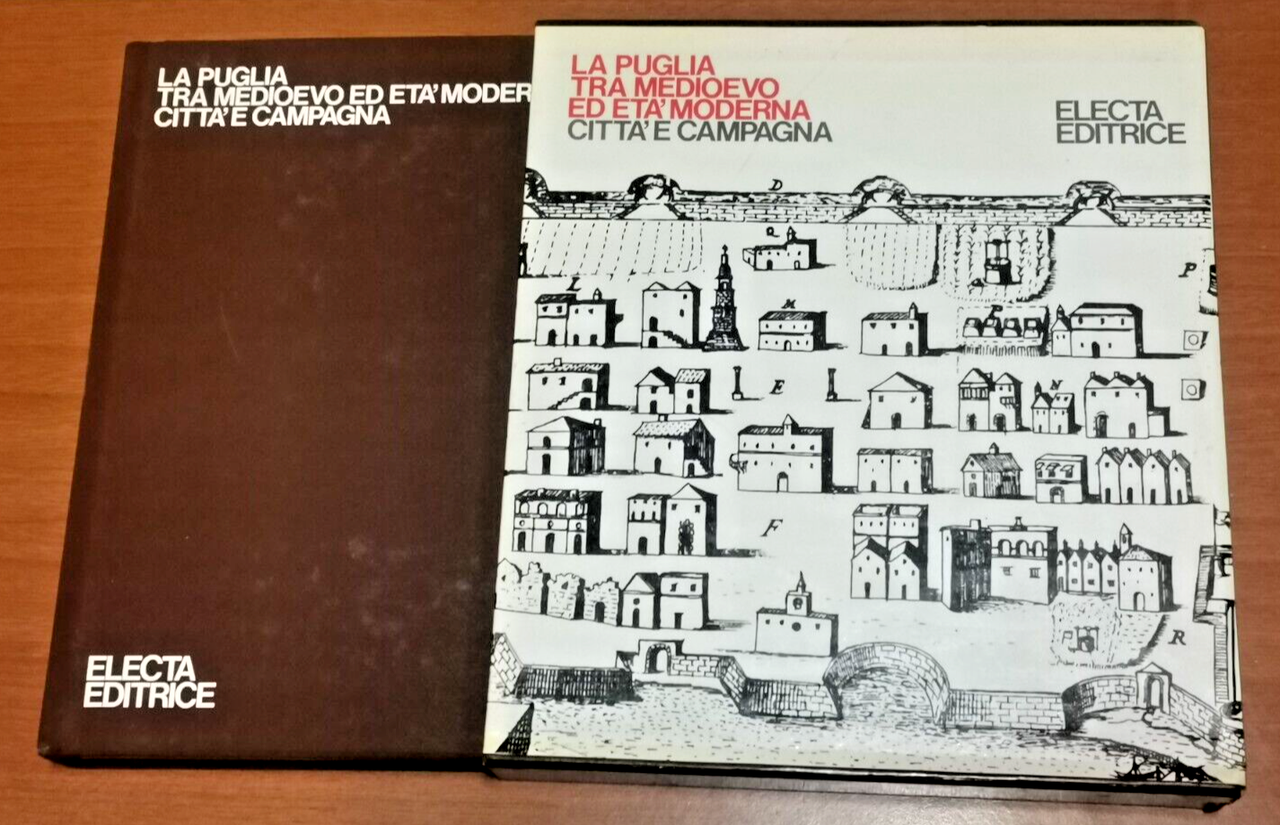 LA PUGLIA
TRA MEDIOEVO ED ETA' MODER
CITTA' E CAMPAGNA
ELECTA
EDITRICE
LA PUGLIA
TRA MEDIOEVO
ED ETA' MODERNA
CITTA' E CAMPAGNA
ELECTA
EDITRICE
D
Q
P
L
M
E
N
F
R